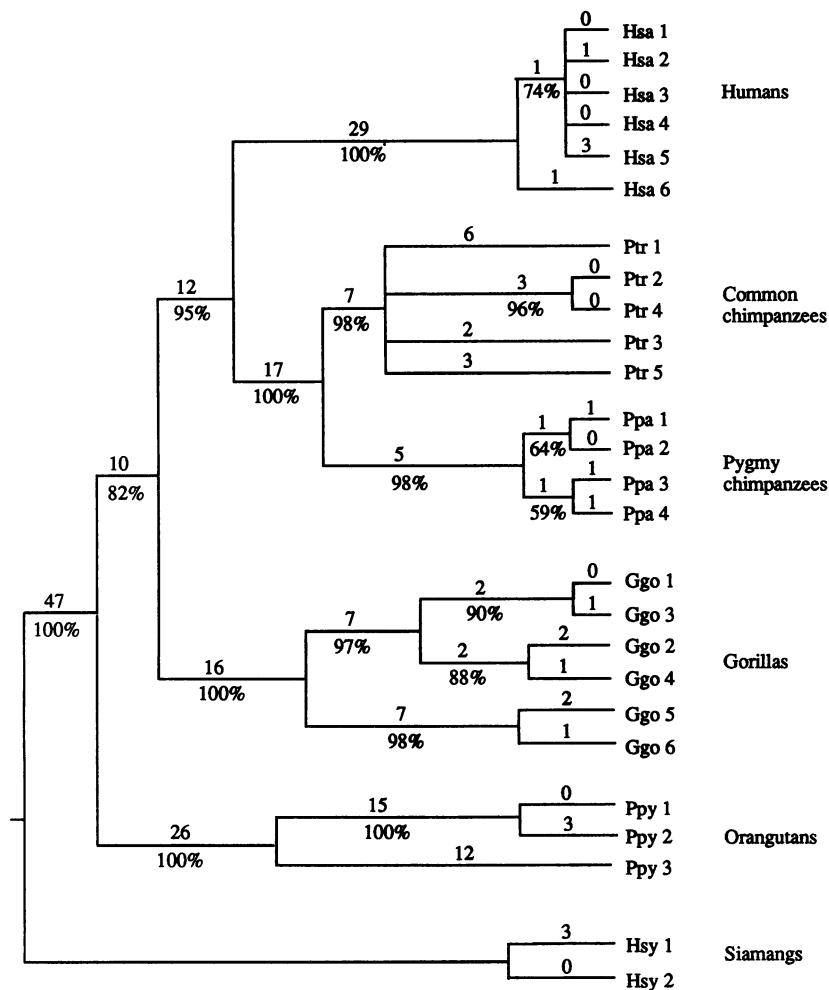 0
Hsa 1
1
Hsa 2
1
74%
0
Hsa 3
Humans
0
Hsa 4
29
100%
3
Hsa 5
1
Hsa 6
6
Ptr 1
12
95%
7
98%
3
96%
0
Ptr 2
0
Ptr 4
Common
chimpanzees
2
Ptr 3
17
100%
3
Ptr 5
1
64%
1
Ppa 1
0
Ppa 2
5
98%
1
59%
1
Ppa 3
1
Ppa 4
Pygmy
chimpanzees
10
82%
47
100%
2
90%
0
Ggo 1
1
Ggo 3
7
97%
2
88%
2
Ggo 2
1
Ggo 4
Gorillas
16
100%
7
98%
2
Ggo 5
1
Ggo 6
15
100%
0
Ppy 1
3
Ppy 2
Orangutans
26
100%
12
Ppy 3
3
Hsy 1
Siamangs
0
Hsy 2